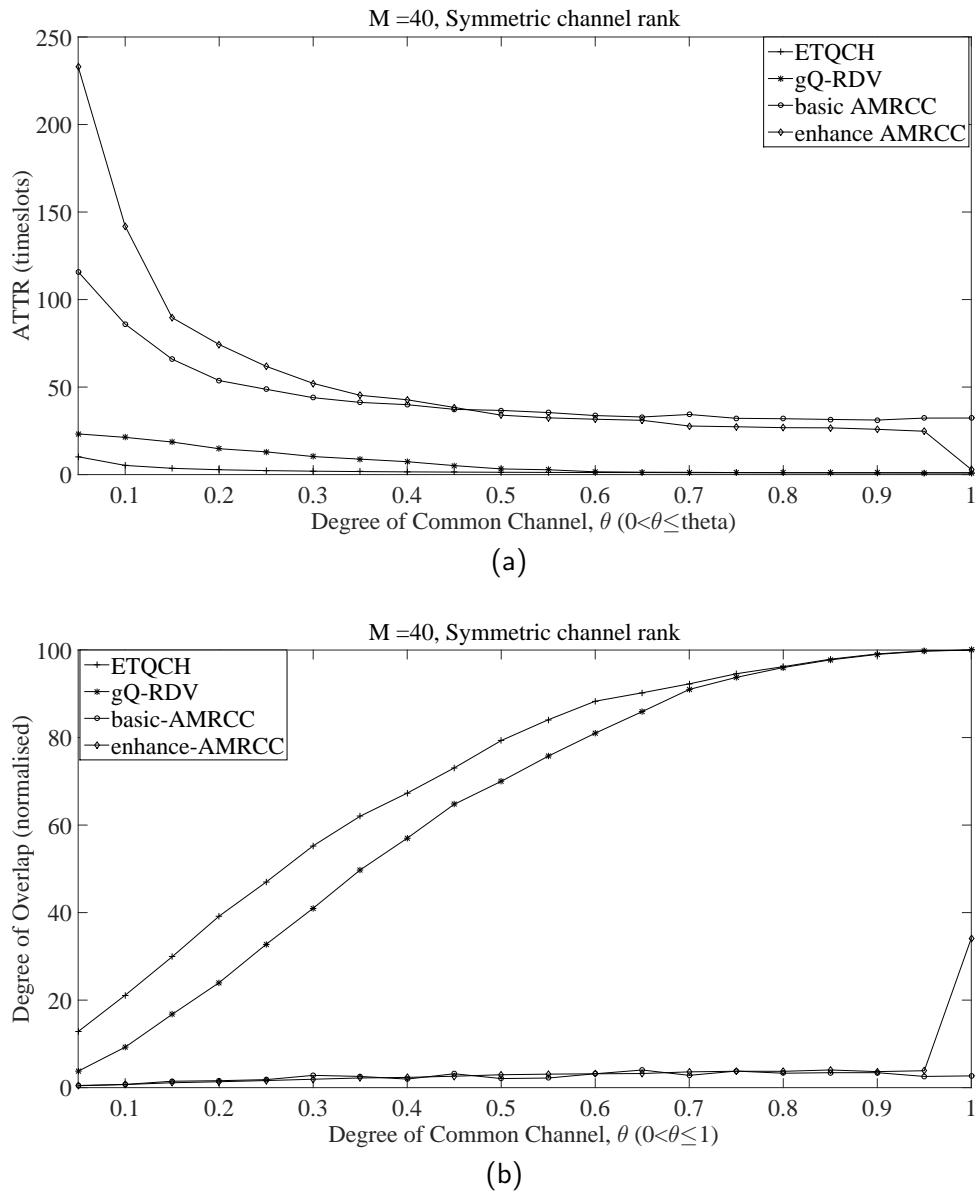 M =40, Symmetric channel rank
250
200
150
100
50
0
ATTR (timeslots)
ETQCH
gQ-RDV
basic AMRCC
enhance AMRCC
0.1 0.2 0.3 0.4 0.5 0.6 0.7 0.8 0.9 1
Degree of Common Channel, θ (0<θ≤theta)
(a)
M =40, Symmetric channel rank
100
80
60
40
20
0
Degree of Overlap (normalised)
ETQCH
gQ-RDV
basic-AMRCC
enhance-AMRCC
0.1 0.2 0.3 0.4 0.5 0.6 0.7 0.8 0.9 1
Degree of Common Channel, θ (0<θ≤1)
(b)